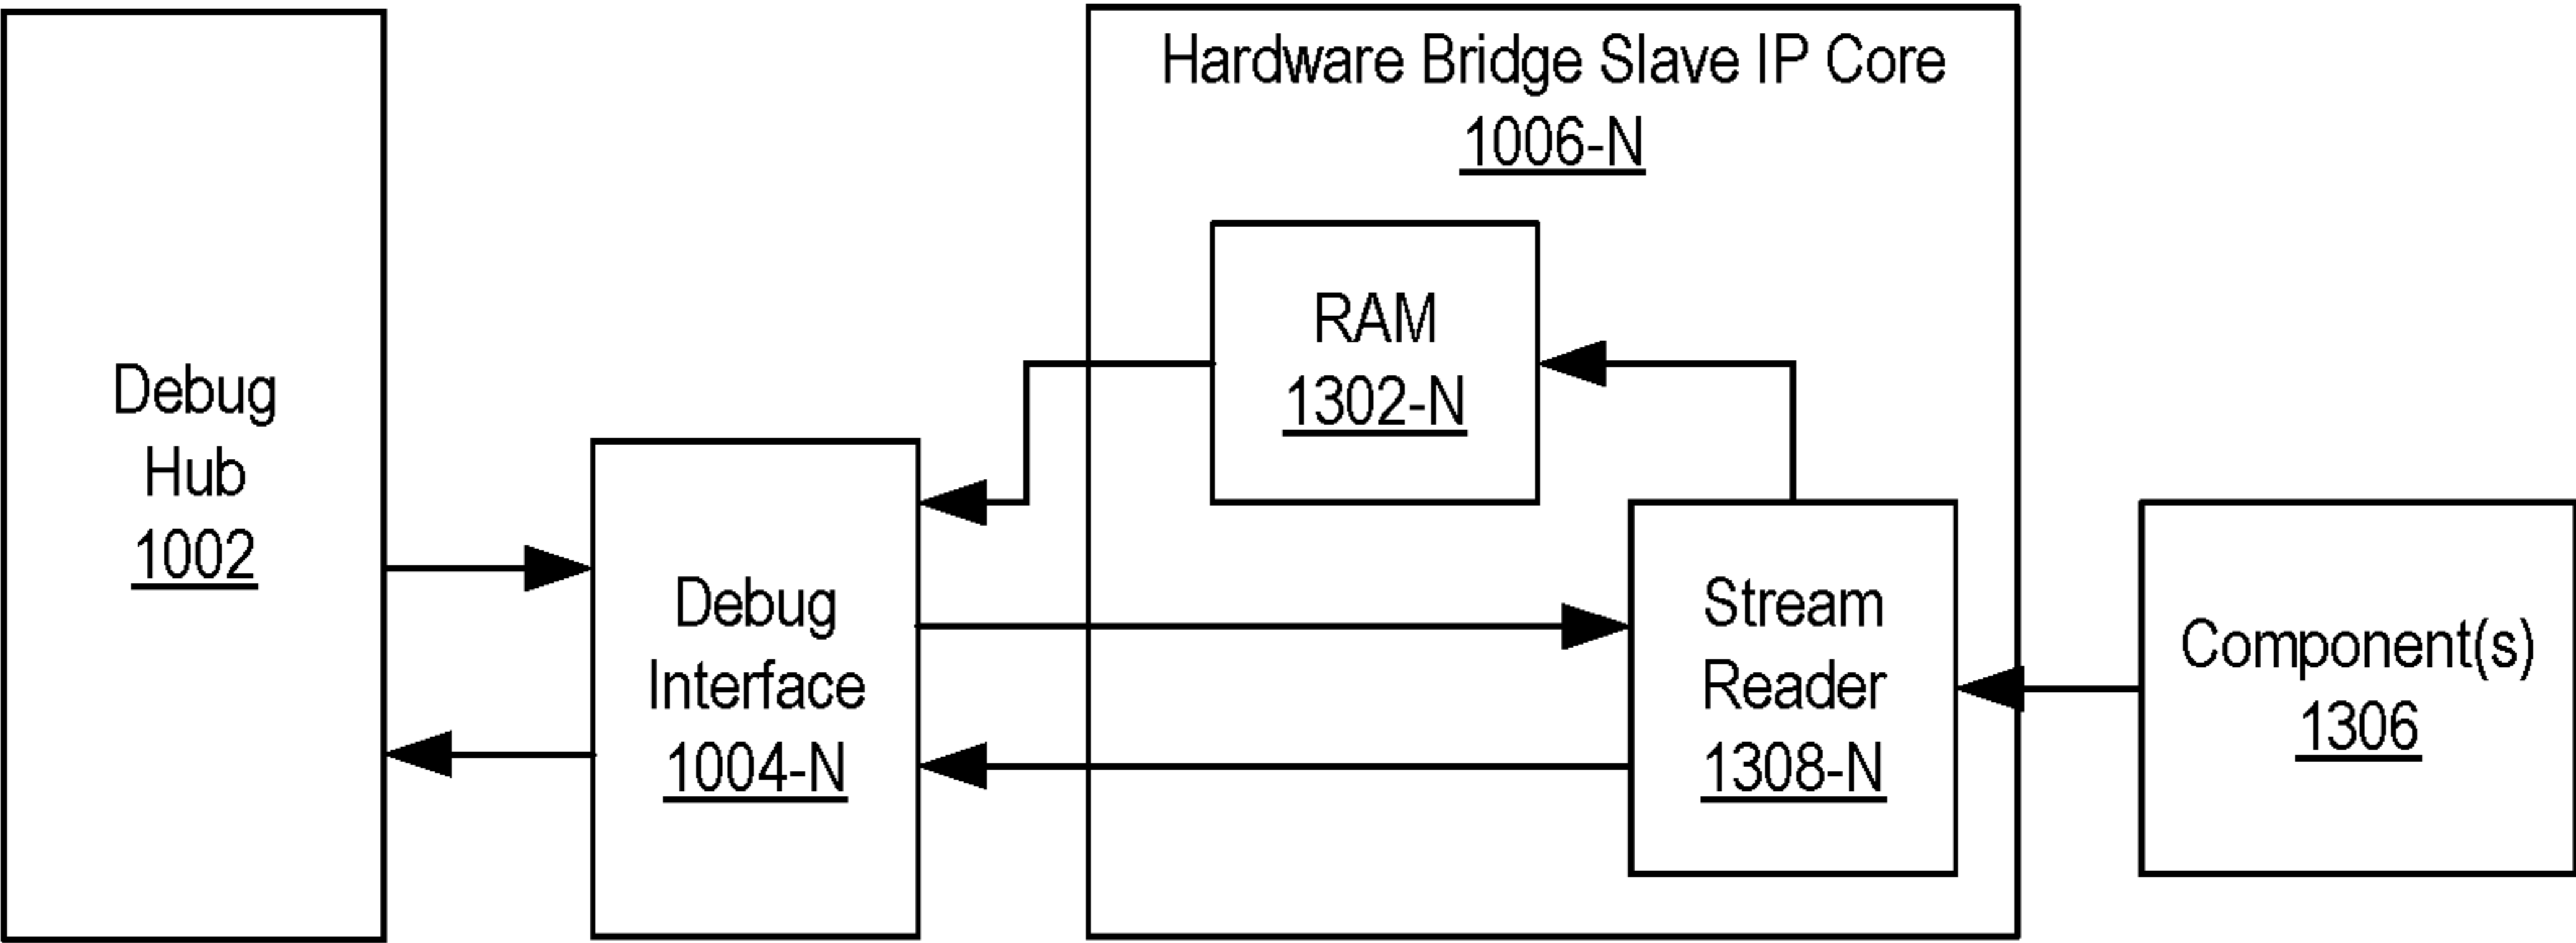 Hardware Bridge Slave IP Core
1006-N
RAM
1302-N
Debug
Hub
1002
Debug
Interface
1004-N
Stream
Reader
1308-N
Component(s)
1306